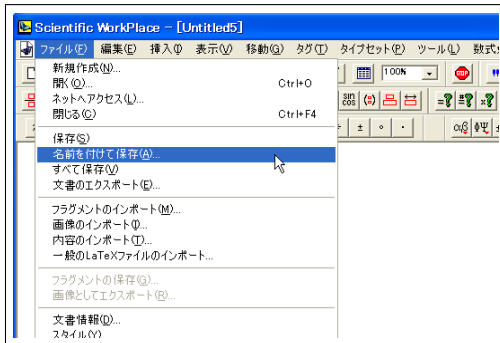 Scientific WorkPlace - [Untitled5]
ファイル(F) 編集(E) 挿入(I) 表示(V) 移動(G) タグ(T) タイプセット(P) ツール(L) 数式
新規作成(N)...
開く(O)... Ctrl+O
100%
ネットへアクセス(L)...
sin cos
閉じる(C) Ctrl+F4
保存(S)
名前を付けて保存(A)...
すべて保存(V)
文書のエクスポート(E)...
フラグメントのインポート(M)...
画像のインポート(I)...
内容のインポート(T)...
一般のLaTeXファイルのインポート...
フラグメントの保存(G)...
画像としてエクスポート(R)...
文書情報(D)...
スタイル(Y)...